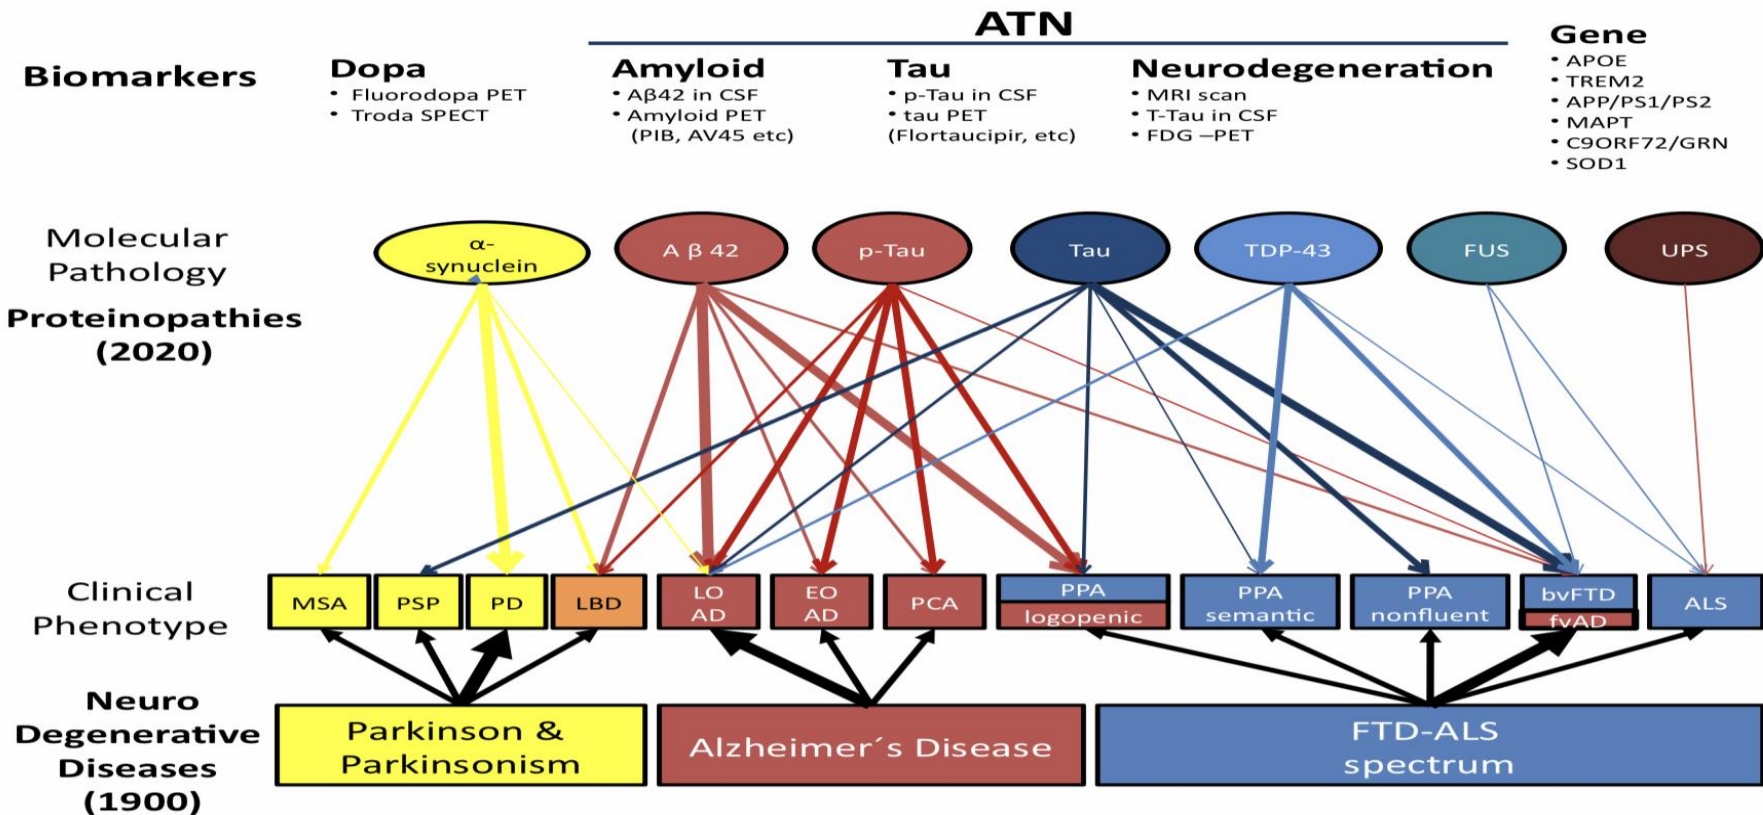 ATN
Biomarkers
Dopa
• Fluorodopa PET
• Troda SPECT
Amyloid
• Aβ42 in CSF
• Amyloid PET
(PIB, AV45 etc)
Tau
• p-Tau in CSF
• tau PET
(Flortaucipir, etc)
Neurodegeneration
• MRI scan
• T-Tau in CSF
• FDG –PET
Gene
• APOE
• TREM2
• APP/PS1/PS2
• MAPT
• C9ORF72/GRN
• SOD1
Molecular
Pathology
Proteinopathies
(2020)
α-
synuclein
A β 42
p-Tau
Tau
TDP-43
FUS
UPS
Clinical
Phenotype
MSA
PSP
PD
LBD
LO
AD
EO
AD
PCA
PPA
logopenic
PPA
semantic
PPA
nonfluent
bvFTD
fvAD
ALS
Neuro
Degenerative
Diseases
(1900)
Parkinson &
Parkinsonism
Alzheimer´s Disease
FTD-ALS
spectrum